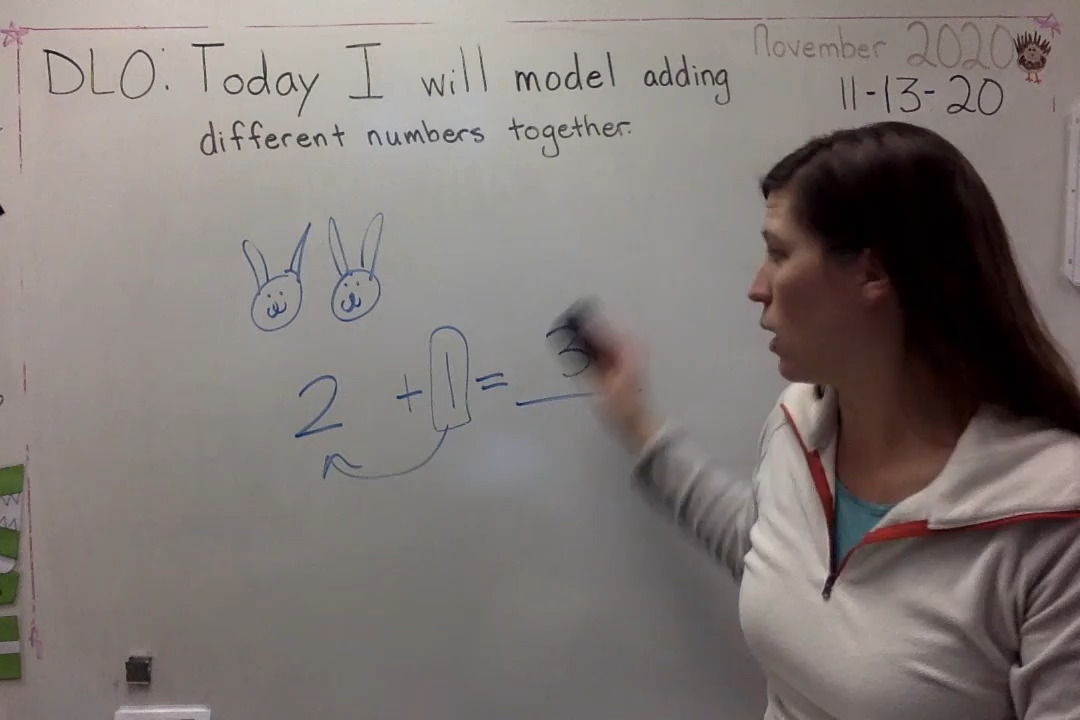 November 2020
DLO: Today I will model adding
11-13-20
different numbers together.
2 + 1 = 3